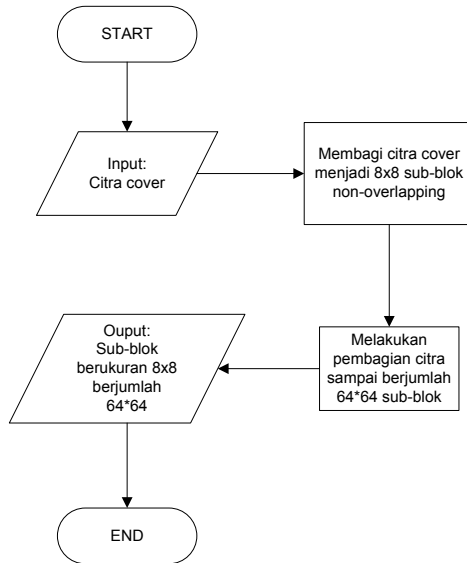 START
Input:
Citra cover
Membagi citra cover
menjadi 8x8 sub-blok
non-overlapping
Melakukan
pembagian citra
sampai berjumlah
64*64 sub-blok
Ouput:
Sub-blok
berukuran 8x8
berjumlah
64*64
END